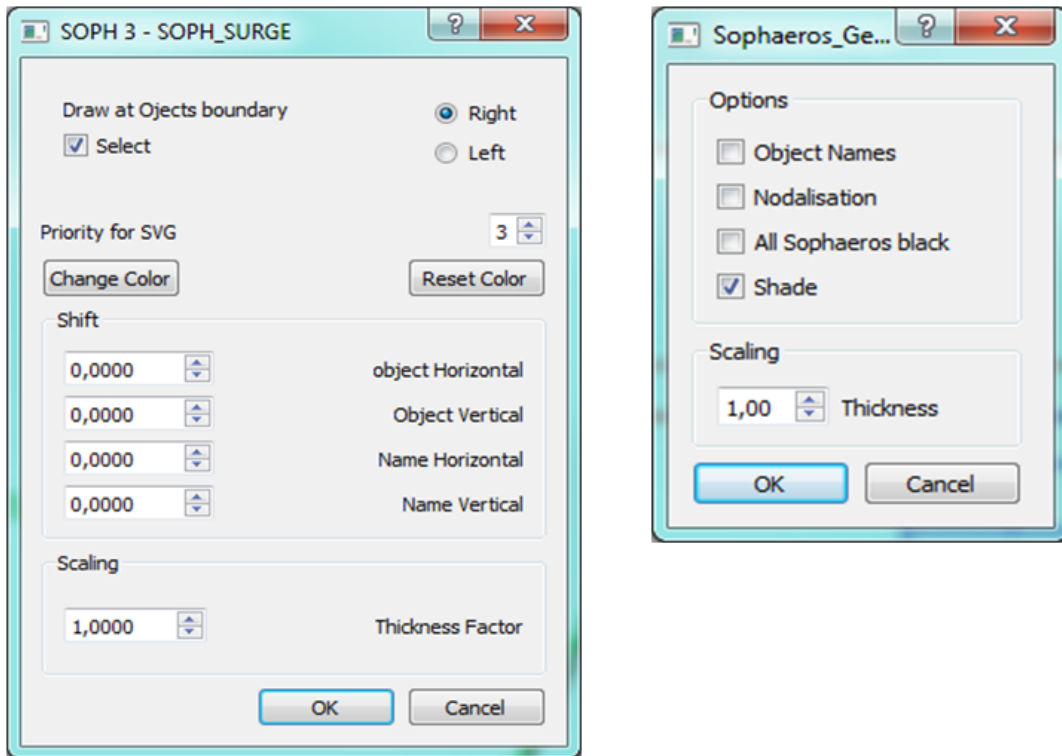 SOPH 3 - SOPH_SURGE
Draw at Ojects boundary
Right
Select
Left
Priority for SVG
3
Change Color
Reset Color
Shift
0,0000
object Horizontal
0,0000
Object Vertical
0,0000
Name Horizontal
0,0000
Name Vertical
Scaling
1,0000
Thickness Factor
OK
Cancel
Sophaeros_Ge...
Options
Object Names
Nodalisation
All Sophaeros black
Shade
Scaling
1,00
Thickness
OK
Cancel